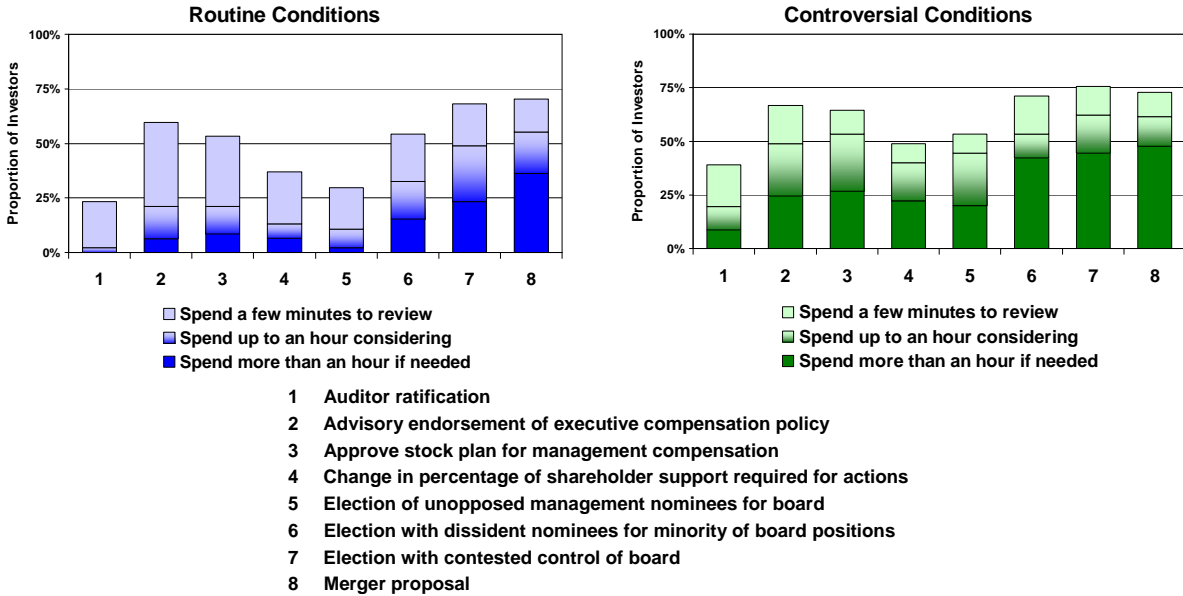 Routine Conditions
Proportion of Investors
100%
75%
50%
25%
0%
1 2 3 4 5 6 7 8
Spend a few minutes to review
Spend up to an hour considering
Spend more than an hour if needed
Controversial Conditions
Proportion of Investors
100%
75%
50%
25%
0%
1 2 3 4 5 6 7 8
Spend a few minutes to review
Spend up to an hour considering
Spend more than an hour if needed
1 Auditor ratification
2 Advisory endorsement of executive compensation policy
3 Approve stock plan for management compensation
4 Change in percentage of shareholder support required for actions
5 Election of unopposed management nominees for board
6 Election with dissident nominees for minority of board positions
7 Election with contested control of board
8 Merger proposal